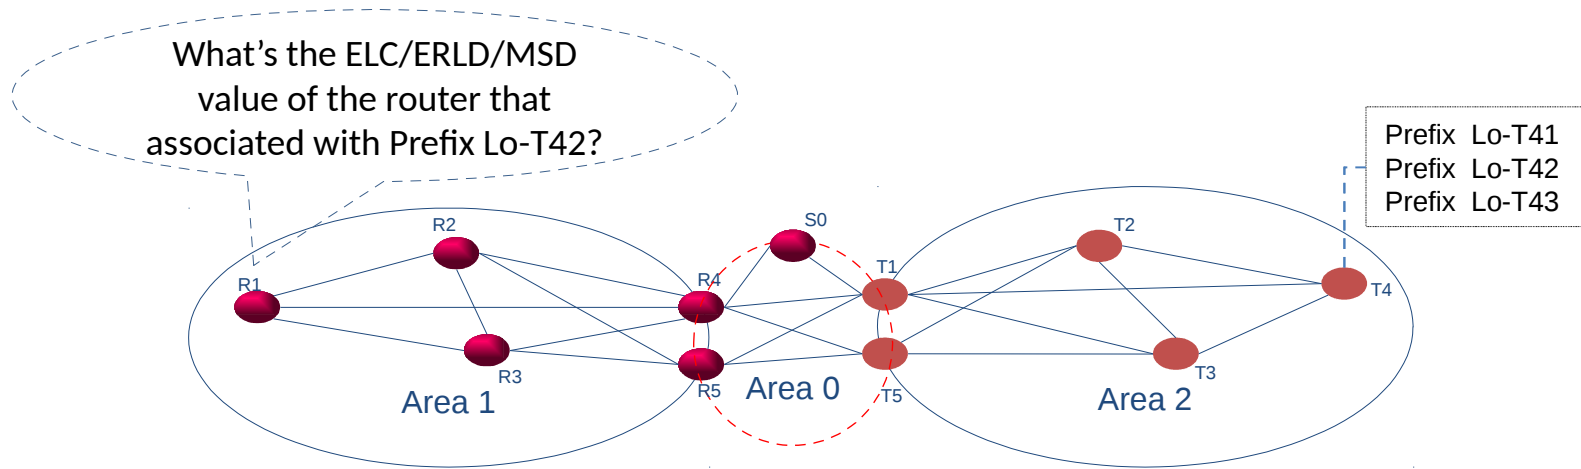 What’s the ELC/ERLD/MSD
value of the router that
associated with Prefix Lo-T42?
Prefix Lo-T41
Prefix Lo-T42
Prefix Lo-T43
S0
R2
T2
T1
R4
R1
T4
R3
R5
T5
T3
Area 1
Area 0
Area 2